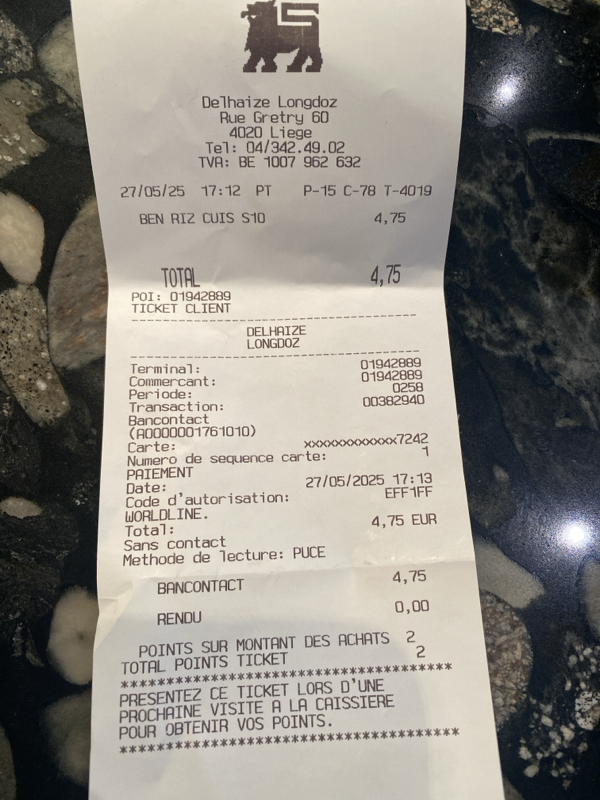 Delhaize Longdoz
Rue Gretry 60
4020 Liege
Tel: 04/342.49.02
TVA: BE 1007 962 632
27/05/25 17:12 PT P-15 C-78 T-4019
BEN RIZ CUIS S10 4,75
TOTAL 4,75
POI: 01942889
TICKET CLIENT
DELHAIZE
LONGDOZ
Terminal: 01942889
Commercant: 01942889
Periode: 0258
Transaction: 00382940
Bancontact
(A0000001761010)
Carte: xxxxxxxxxxxxx7242
Numero de sequence carte: 1
PAIEMENT
Date: 27/05/2025 17:13
Code d'autorisation: EFF1FF
WORLDLINE.
Total: 4,75 EUR
Sans contact
Methode de lecture: PUCE
BANCONTACT 4,75
RENDU 0,00
POINTS SUR MONTANT DES ACHATS 2
TOTAL POINTS TICKET 2
*****************************************
PRESENTEZ CE TICKET LORS D'UNE
PROCHAINE VISITE A LA CAISSIERE
POUR OBTENIR VOS POINTS.
*****************************************